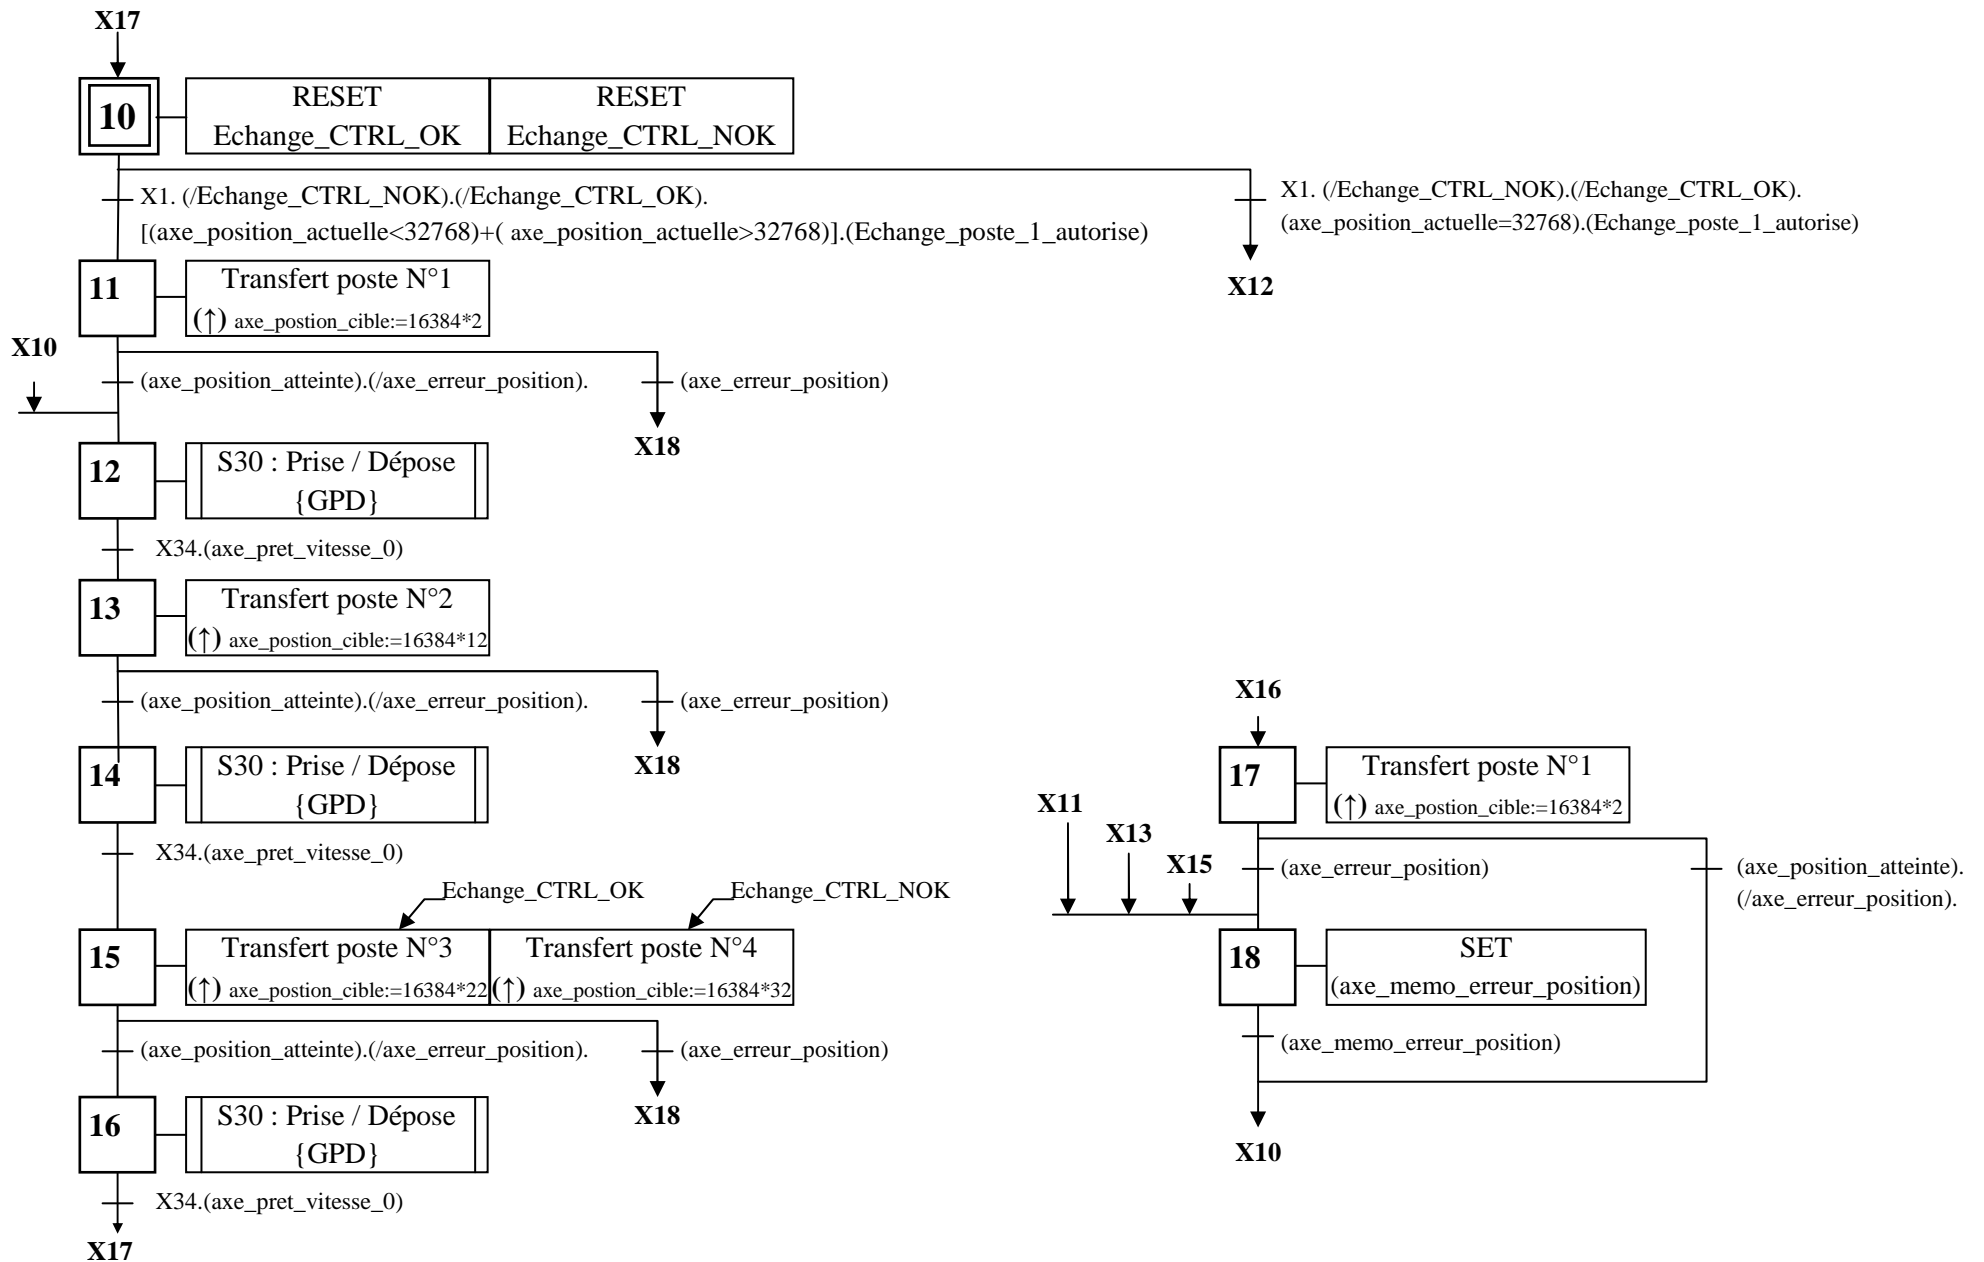 X17
10
RESET
Echange_CTRL_OK
RESET
Echange_CTRL_NOK
X1. (/Echange_CTRL_NOK).(/Echange_CTRL_OK).
[(axe_position_actuelle<32768)+( axe_position_actuelle>32768)].(Echange_poste_1_autorise)
X1. (/Echange_CTRL_NOK).(/Echange_CTRL_OK).
(axe_position_actuelle=32768).(Echange_poste_1_autorise)
X12
11
Transfert poste N°1
(↑) axe_postion_cible:=16384*2
X10
(axe_position_atteinte).(/axe_erreur_position).
(axe_erreur_position)
X18
12
S30 : Prise / Dépose
{GPD}
X34.(axe_pret_vitesse_0)
13
Transfert poste N°2
(↑) axe_postion_cible:=16384*12
(axe_position_atteinte).(/axe_erreur_position).
(axe_erreur_position)
X18
14
S30 : Prise / Dépose
{GPD}
X34.(axe_pret_vitesse_0)
Echange_CTRL_OK
Echange_CTRL_NOK
15
Transfert poste N°3
(↑) axe_postion_cible:=16384*22
Transfert poste N°4
(↑) axe_postion_cible:=16384*32
(axe_position_atteinte).(/axe_erreur_position).
(axe_erreur_position)
X18
16
S30 : Prise / Dépose
{GPD}
X34.(axe_pret_vitesse_0)
X17
X16
17
Transfert poste N°1
(↑) axe_postion_cible:=16384*2
X11
X13
X15
(axe_erreur_position)
(axe_position_atteinte).
(/axe_erreur_position).
18
SET
(axe_memo_erreur_position)
(axe_memo_erreur_position)
X10